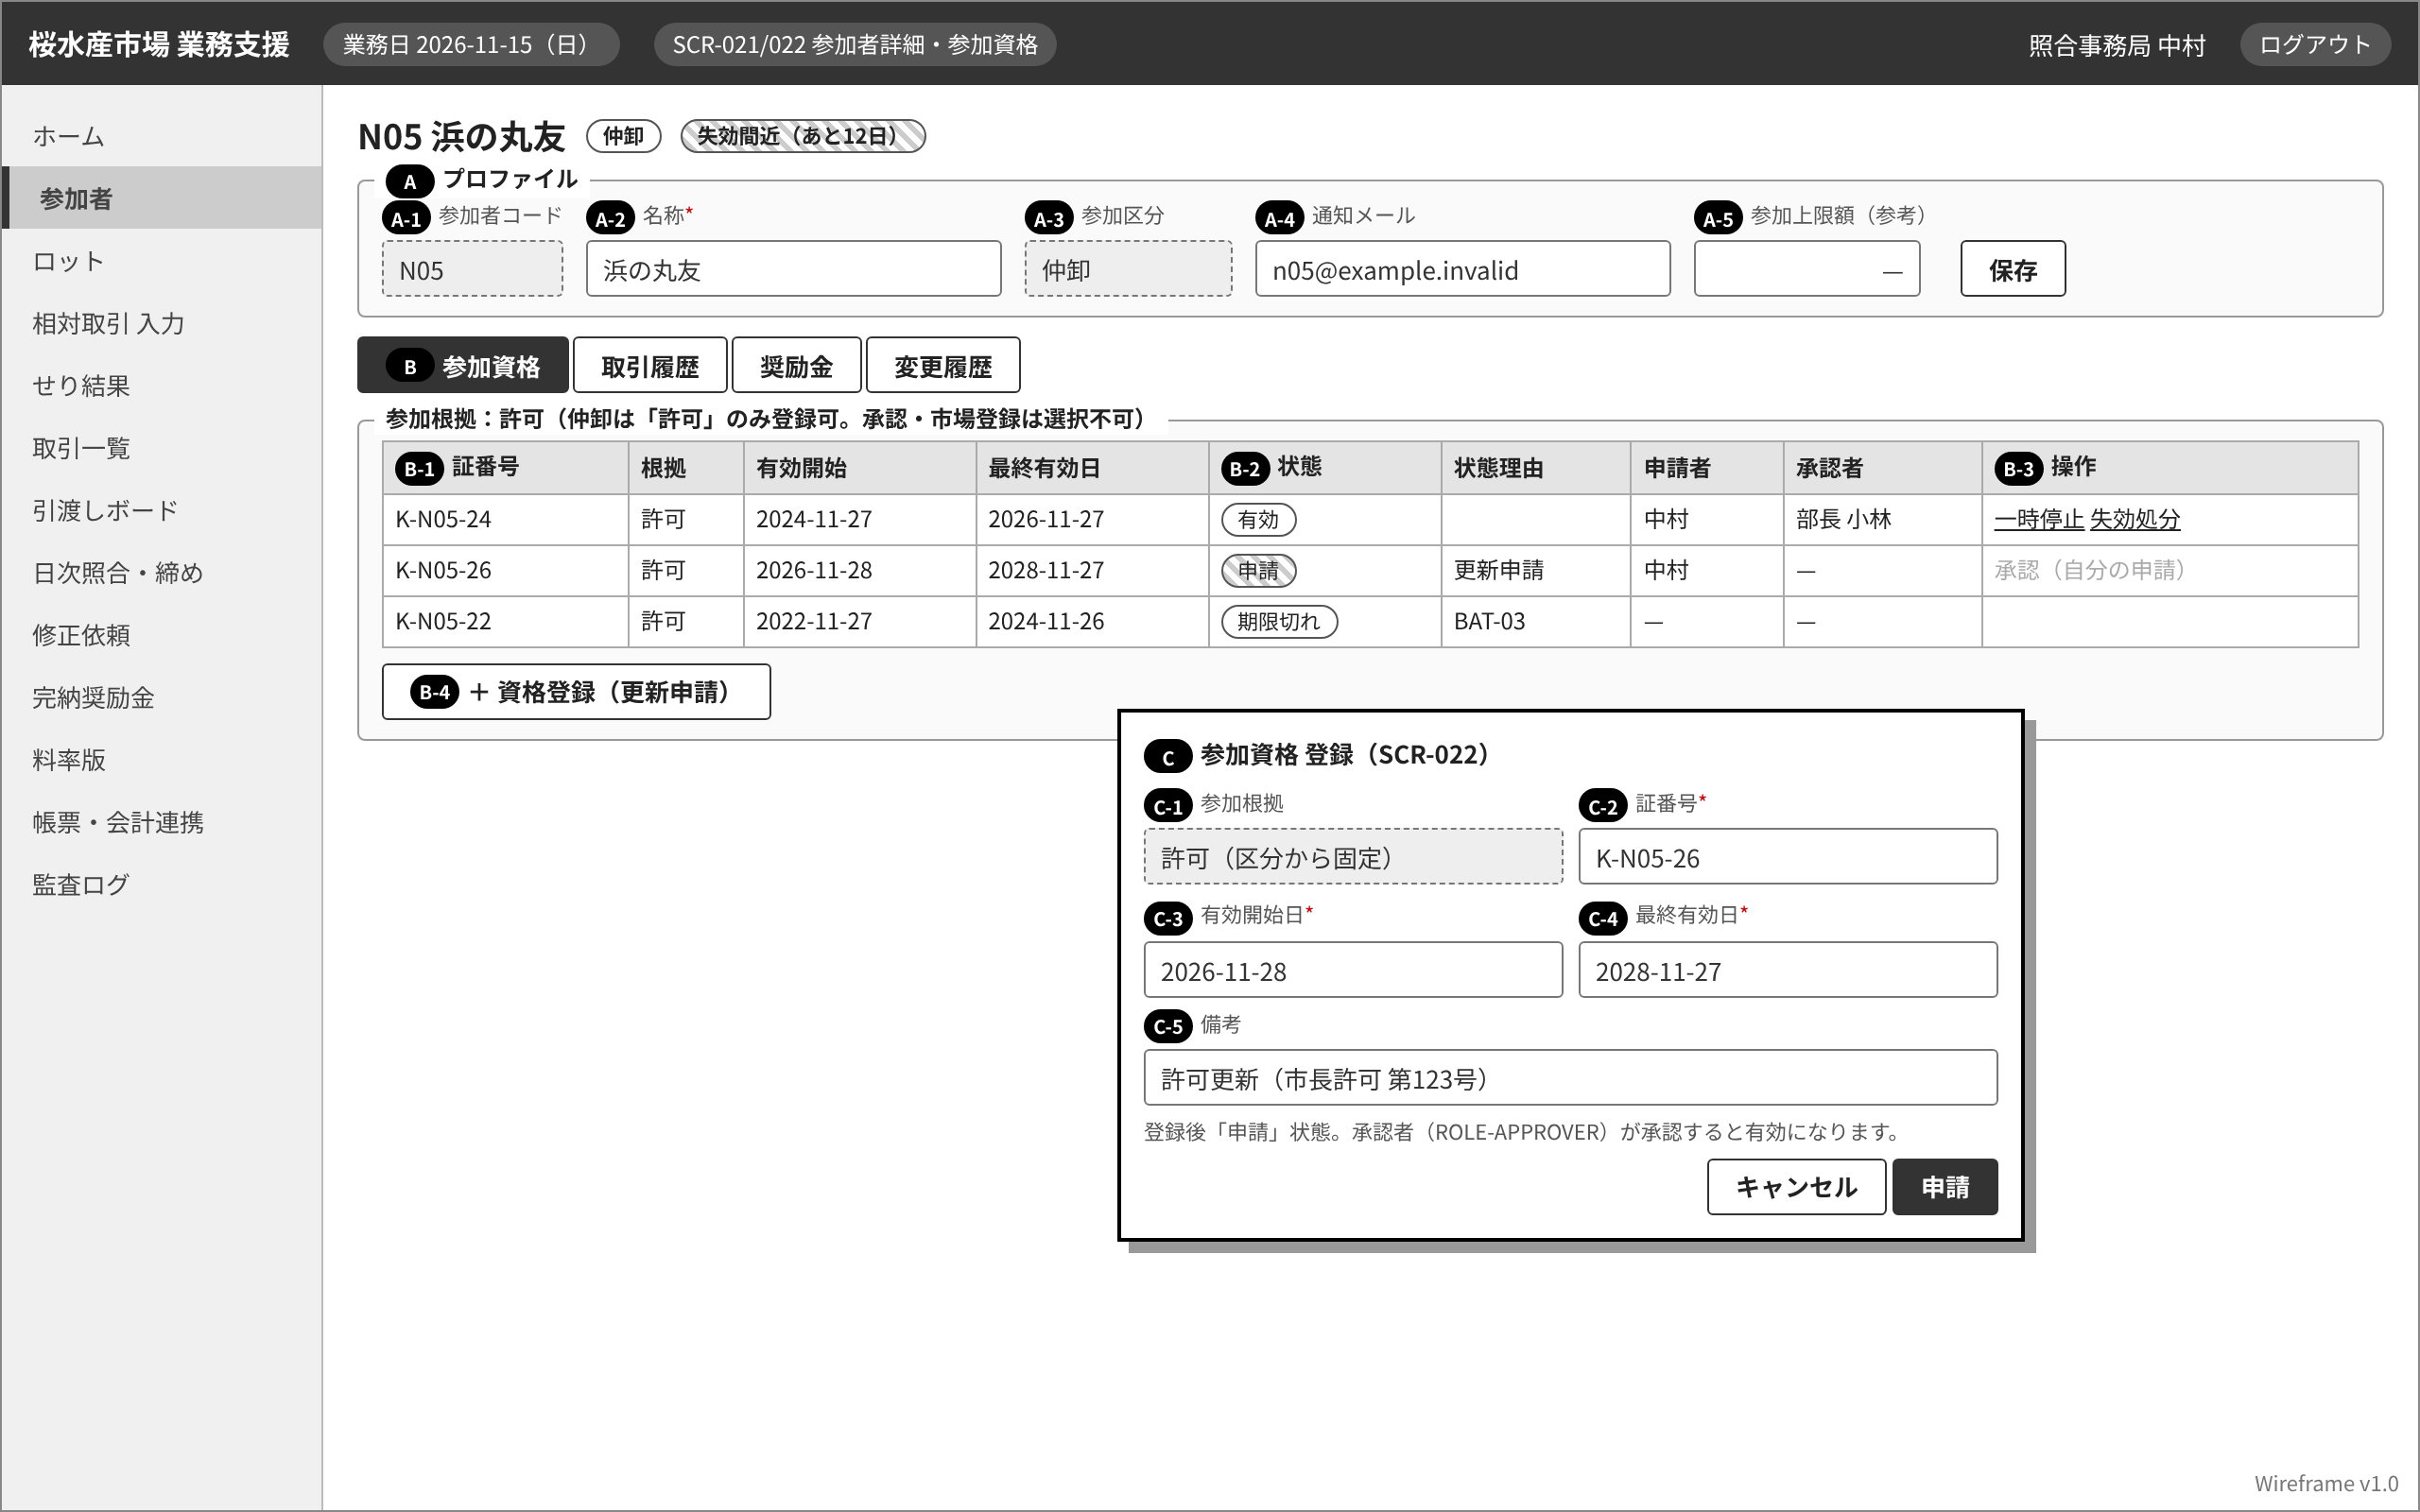 桜水産市場 業務支援 業務日 2026-11-15（日） SCR-021/022 参加者詳細・参加資格 照合事務局 中村 ログアウト
ホーム
参加者
ロット
相対取引 入力
せり結果
取引一覧
引渡しボード
日次照合・締め
修正依頼
完納奨励金
料率版
帳票・会計連携
監査ログ
N05 浜の丸友 仲卸 失効間近（あと12日）
A プロファイル
A-1 参加者コード A-2 名称* A-3 参加区分 A-4 通知メール A-5 参加上限額（参考）
N05 浜の丸友 仲卸 n05@example.invalid — 保存
B 参加資格 取引履歴 奨励金 変更履歴
参加根拠：許可（仲卸は「許可」のみ登録可。承認・市場登録は選択不可）
B-1 証番号 根拠 有効開始 最終有効日 B-2 状態 状態理由 申請者 承認者 B-3 操作
K-N05-24 許可 2024-11-27 2026-11-27 有効 中村 部長 小林 一時停止 失効処分
K-N05-26 許可 2026-11-28 2028-11-27 申請 更新申請 中村 — 承認（自分の申請）
K-N05-22 許可 2022-11-27 2024-11-26 期限切れ BAT-03 — —
B-4 ＋ 資格登録（更新申請）
C 参加資格 登録（SCR-022）
C-1 参加根拠 C-2 証番号*
許可（区分から固定） K-N05-26
C-3 有効開始日* C-4 最終有効日*
2026-11-28 2028-11-27
C-5 備考
許可更新（市長許可 第123号）
登録後「申請」状態。承認者（ROLE-APPROVER）が承認すると有効になります。
キャンセル 申請
Wireframe v1.0